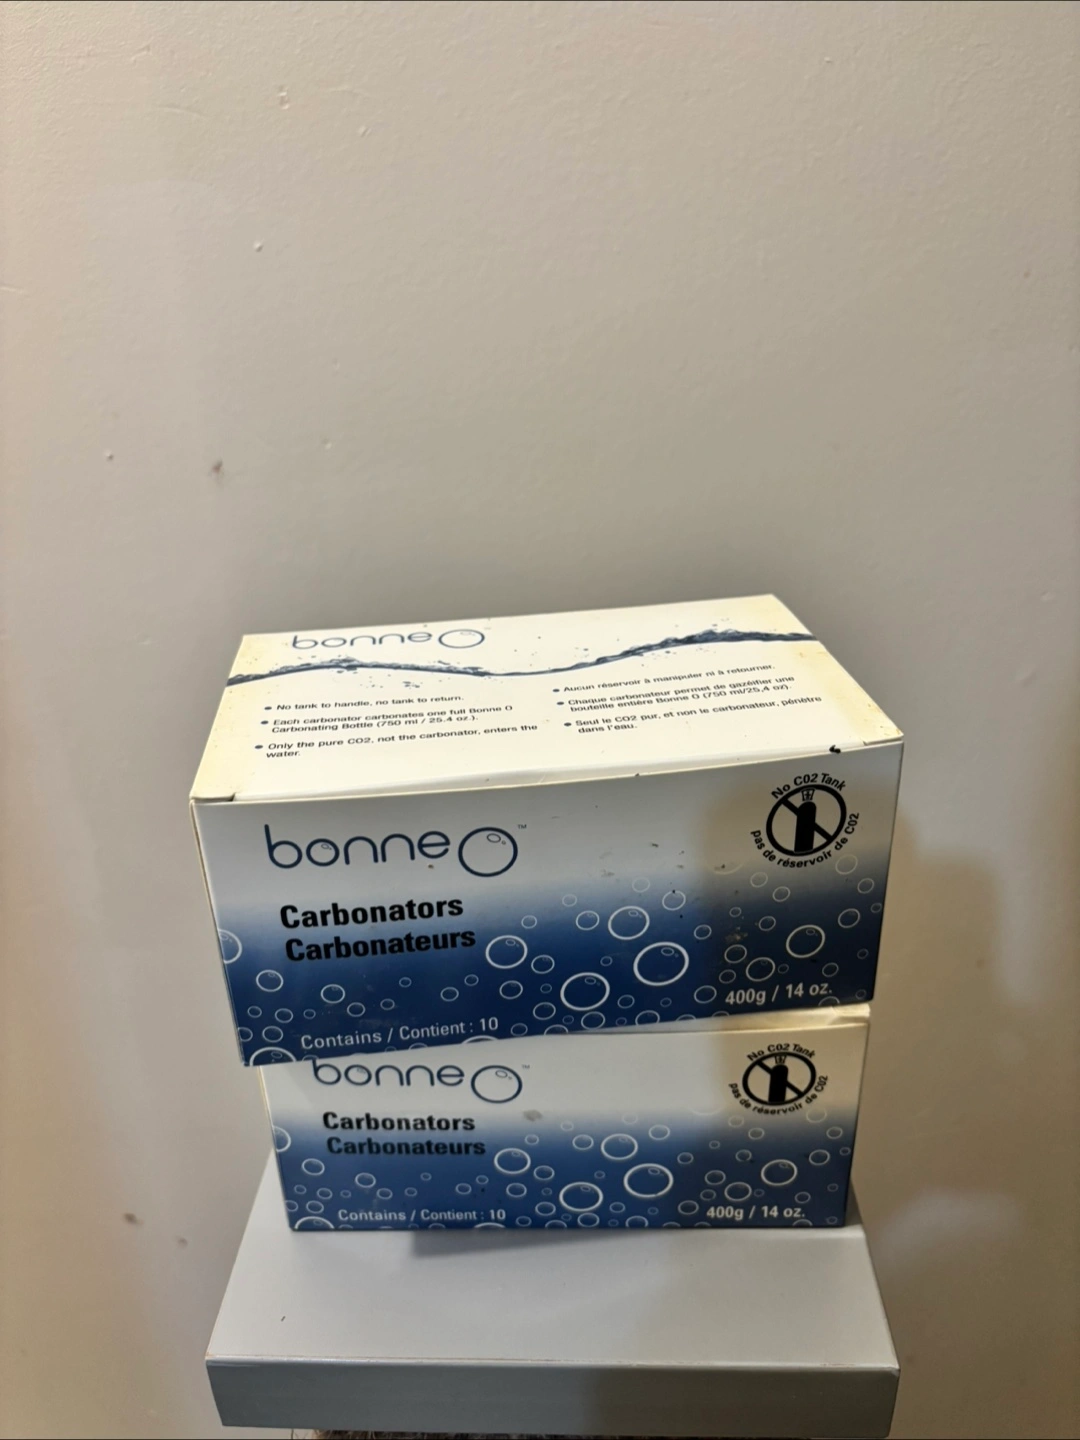 bonne O
No tank to handle, no tank to return.
Each carbonator carbonates one full Bonne O
Carbonating Bottle (750 ml / 25.4 oz.).
Only the pure CO2, not the carbonator, enters the
water.
Aucun réservoir à manipuler ni à retourner.
Chaque carbonateur permet de gazéifier une
bouteille entière Bonne O (750 ml/25,4 oz).
Seul le CO2 pur, et non le carbonateur, pénètre
dans l'eau.
bonne O™
No C02 Tank
pas de réservoir de C02
Carbonators
Carbonateurs
Contains / Contient : 10
400g / 14 oz.
bonne O™
No C02 Tank
pas de réservoir de C02
Carbonators
Carbonateurs
Contains / Contient : 10
400g / 14 oz.